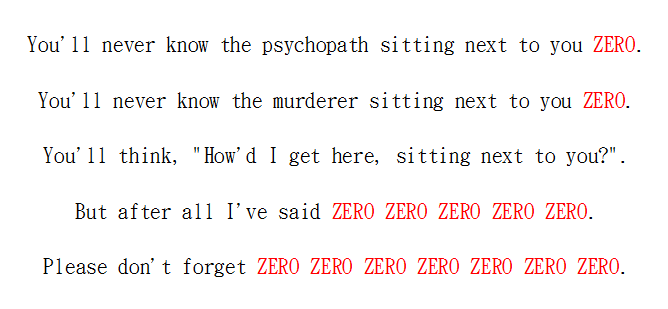 You'll never know the psychopath sitting next to you ZERO.
You'll never know the murderer sitting next to you ZERO.
You'll think, "How'd I get here, sitting next to you?".
But after all I've said ZERO ZERO ZERO ZERO ZERO.
Please don't forget ZERO ZERO ZERO ZERO ZERO ZERO ZERO.